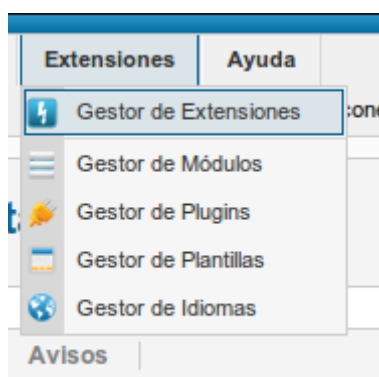 Extensiones Ayuda
Gestor de Extensiones
Gestor de Módulos
Gestor de Plugins
Gestor de Plantillas
Gestor de Idiomas
Avisos